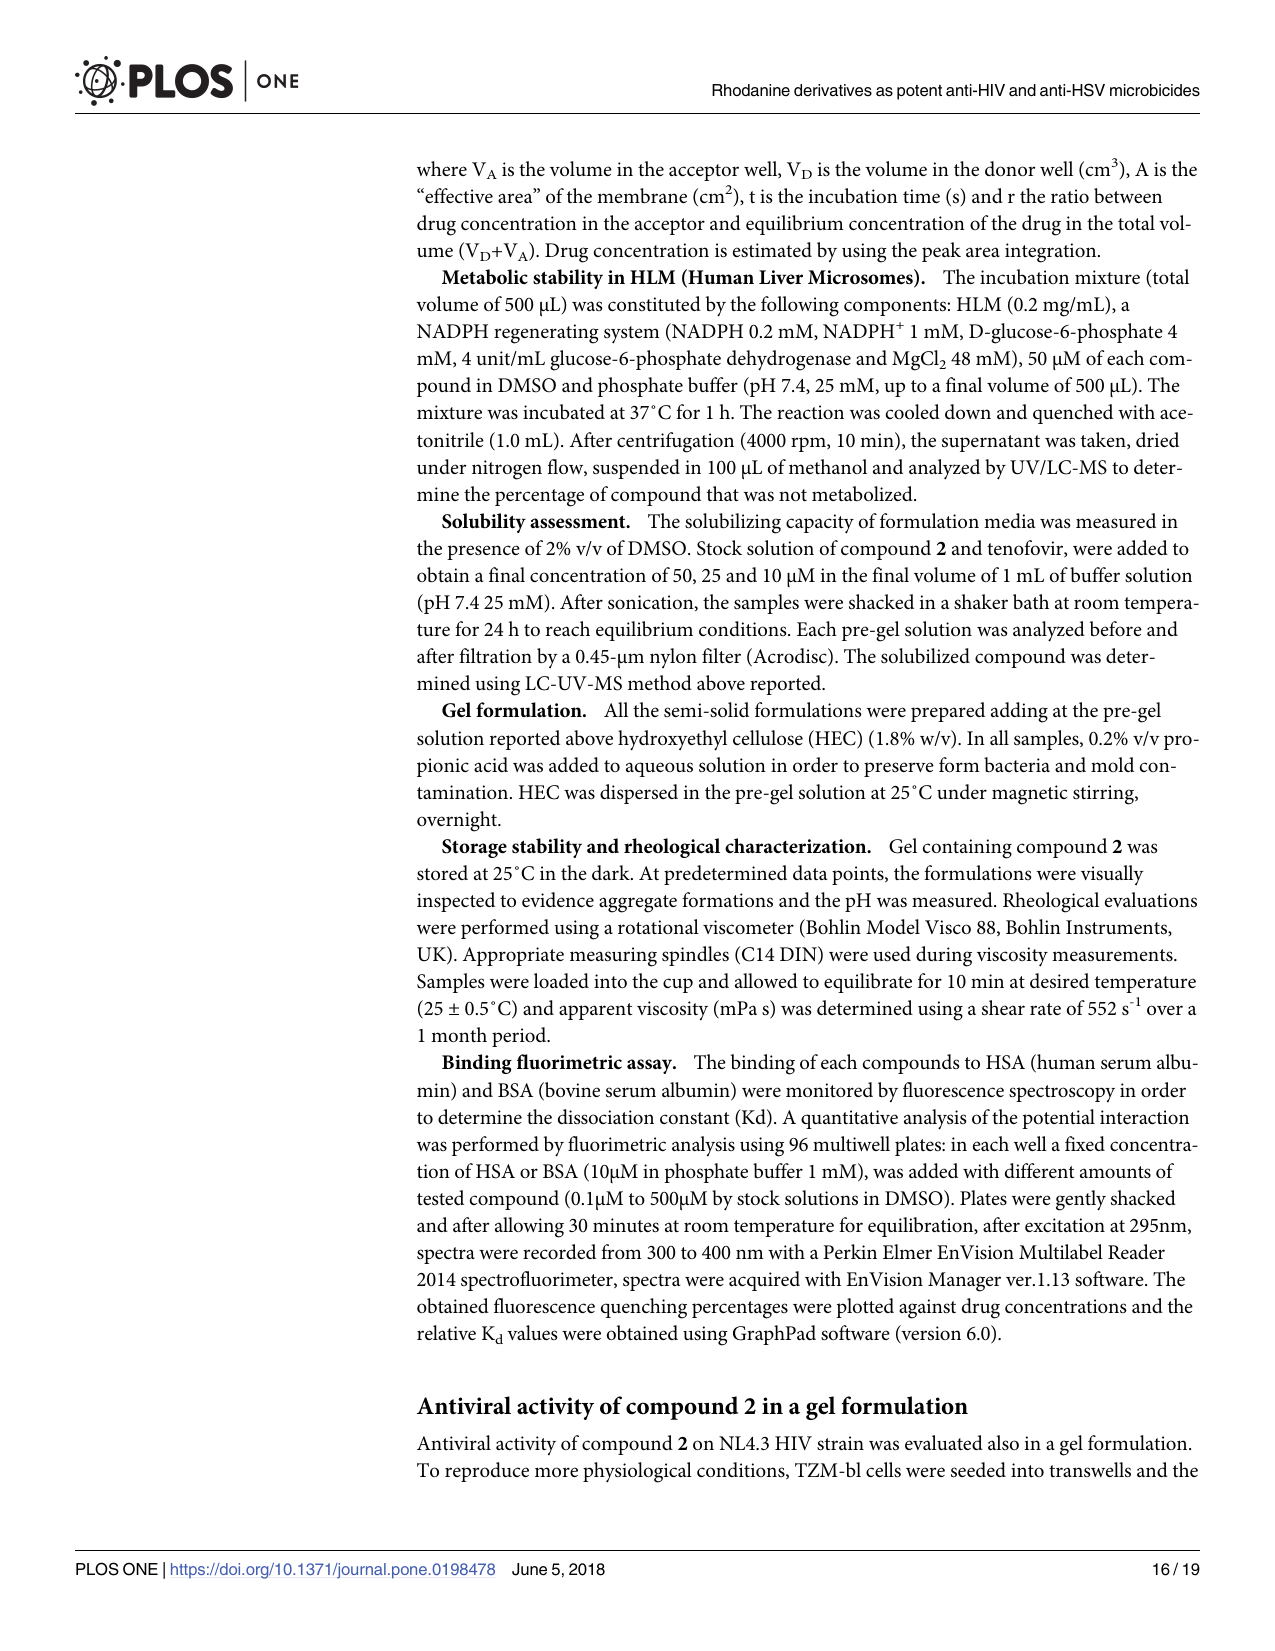 PLOS ONE
Rhodanine derivatives as potent anti-HIV and anti-HSV microbicides
where VA is the volume in the acceptor well, VD is the volume in the donor well (cm3), A is the
“effective area” of the membrane (cm2), t is the incubation time (s) and r the ratio between
drug concentration in the acceptor and equilibrium concentration of the drug in the total vol-
ume (VD+VA). Drug concentration is estimated by using the peak area integration.
Metabolic stability in HLM (Human Liver Microsomes). The incubation mixture (total
volume of 500 μL) was constituted by the following components: HLM (0.2 mg/mL), a
NADPH regenerating system (NADPH 0.2 mM, NADPH+ 1 mM, D-glucose-6-phosphate 4
mM, 4 unit/mL glucose-6-phosphate dehydrogenase and MgCl2 48 mM), 50 μM of each com-
pound in DMSO and phosphate buffer (pH 7.4, 25 mM, up to a final volume of 500 μL). The
mixture was incubated at 37˚C for 1 h. The reaction was cooled down and quenched with ace-
tonitrile (1.0 mL). After centrifugation (4000 rpm, 10 min), the supernatant was taken, dried
under nitrogen flow, suspended in 100 μL of methanol and analyzed by UV/LC-MS to deter-
mine the percentage of compound that was not metabolized.
Solubility assessment. The solubilizing capacity of formulation media was measured in
the presence of 2% v/v of DMSO. Stock solution of compound 2 and tenofovir, were added to
obtain a final concentration of 50, 25 and 10 μM in the final volume of 1 mL of buffer solution
(pH 7.4 25 mM). After sonication, the samples were shacked in a shaker bath at room tempera-
ture for 24 h to reach equilibrium conditions. Each pre-gel solution was analyzed before and
after filtration by a 0.45-μm nylon filter (Acrodisc). The solubilized compound was deter-
mined using LC-UV-MS method above reported.
Gel formulation. All the semi-solid formulations were prepared adding at the pre-gel
solution reported above hydroxyethyl cellulose (HEC) (1.8% w/v). In all samples, 0.2% v/v pro-
pionic acid was added to aqueous solution in order to preserve form bacteria and mold con-
tamination. HEC was dispersed in the pre-gel solution at 25˚C under magnetic stirring,
overnight.
Storage stability and rheological characterization. Gel containing compound 2 was
stored at 25˚C in the dark. At predetermined data points, the formulations were visually
inspected to evidence aggregate formations and the pH was measured. Rheological evaluations
were performed using a rotational viscometer (Bohlin Model Visco 88, Bohlin Instruments,
UK). Appropriate measuring spindles (C14 DIN) were used during viscosity measurements.
Samples were loaded into the cup and allowed to equilibrate for 10 min at desired temperature
(25 ± 0.5˚C) and apparent viscosity (mPa s) was determined using a shear rate of 552 s-1 over a
1 month period.
Binding fluorimetric assay. The binding of each compounds to HSA (human serum albu-
min) and BSA (bovine serum albumin) were monitored by fluorescence spectroscopy in order
to determine the dissociation constant (Kd). A quantitative analysis of the potential interaction
was performed by fluorimetric analysis using 96 multiwell plates: in each well a fixed concentra-
tion of HSA or BSA (10μM in phosphate buffer 1 mM), was added with different amounts of
tested compound (0.1μM to 500μM by stock solutions in DMSO). Plates were gently shacked
and after allowing 30 minutes at room temperature for equilibration, after excitation at 295nm,
spectra were recorded from 300 to 400 nm with a Perkin Elmer EnVision Multilabel Reader
2014 spectrofluorimeter, spectra were acquired with EnVision Manager ver.1.13 software. The
obtained fluorescence quenching percentages were plotted against drug concentrations and the
relative Kd values were obtained using GraphPad software (version 6.0).
Antiviral activity of compound 2 in a gel formulation
Antiviral activity of compound 2 on NL4.3 HIV strain was evaluated also in a gel formulation.
To reproduce more physiological conditions, TZM-bl cells were seeded into transwells and the
PLOS ONE | https://doi.org/10.1371/journal.pone.0198478 June 5, 2018
16 / 19